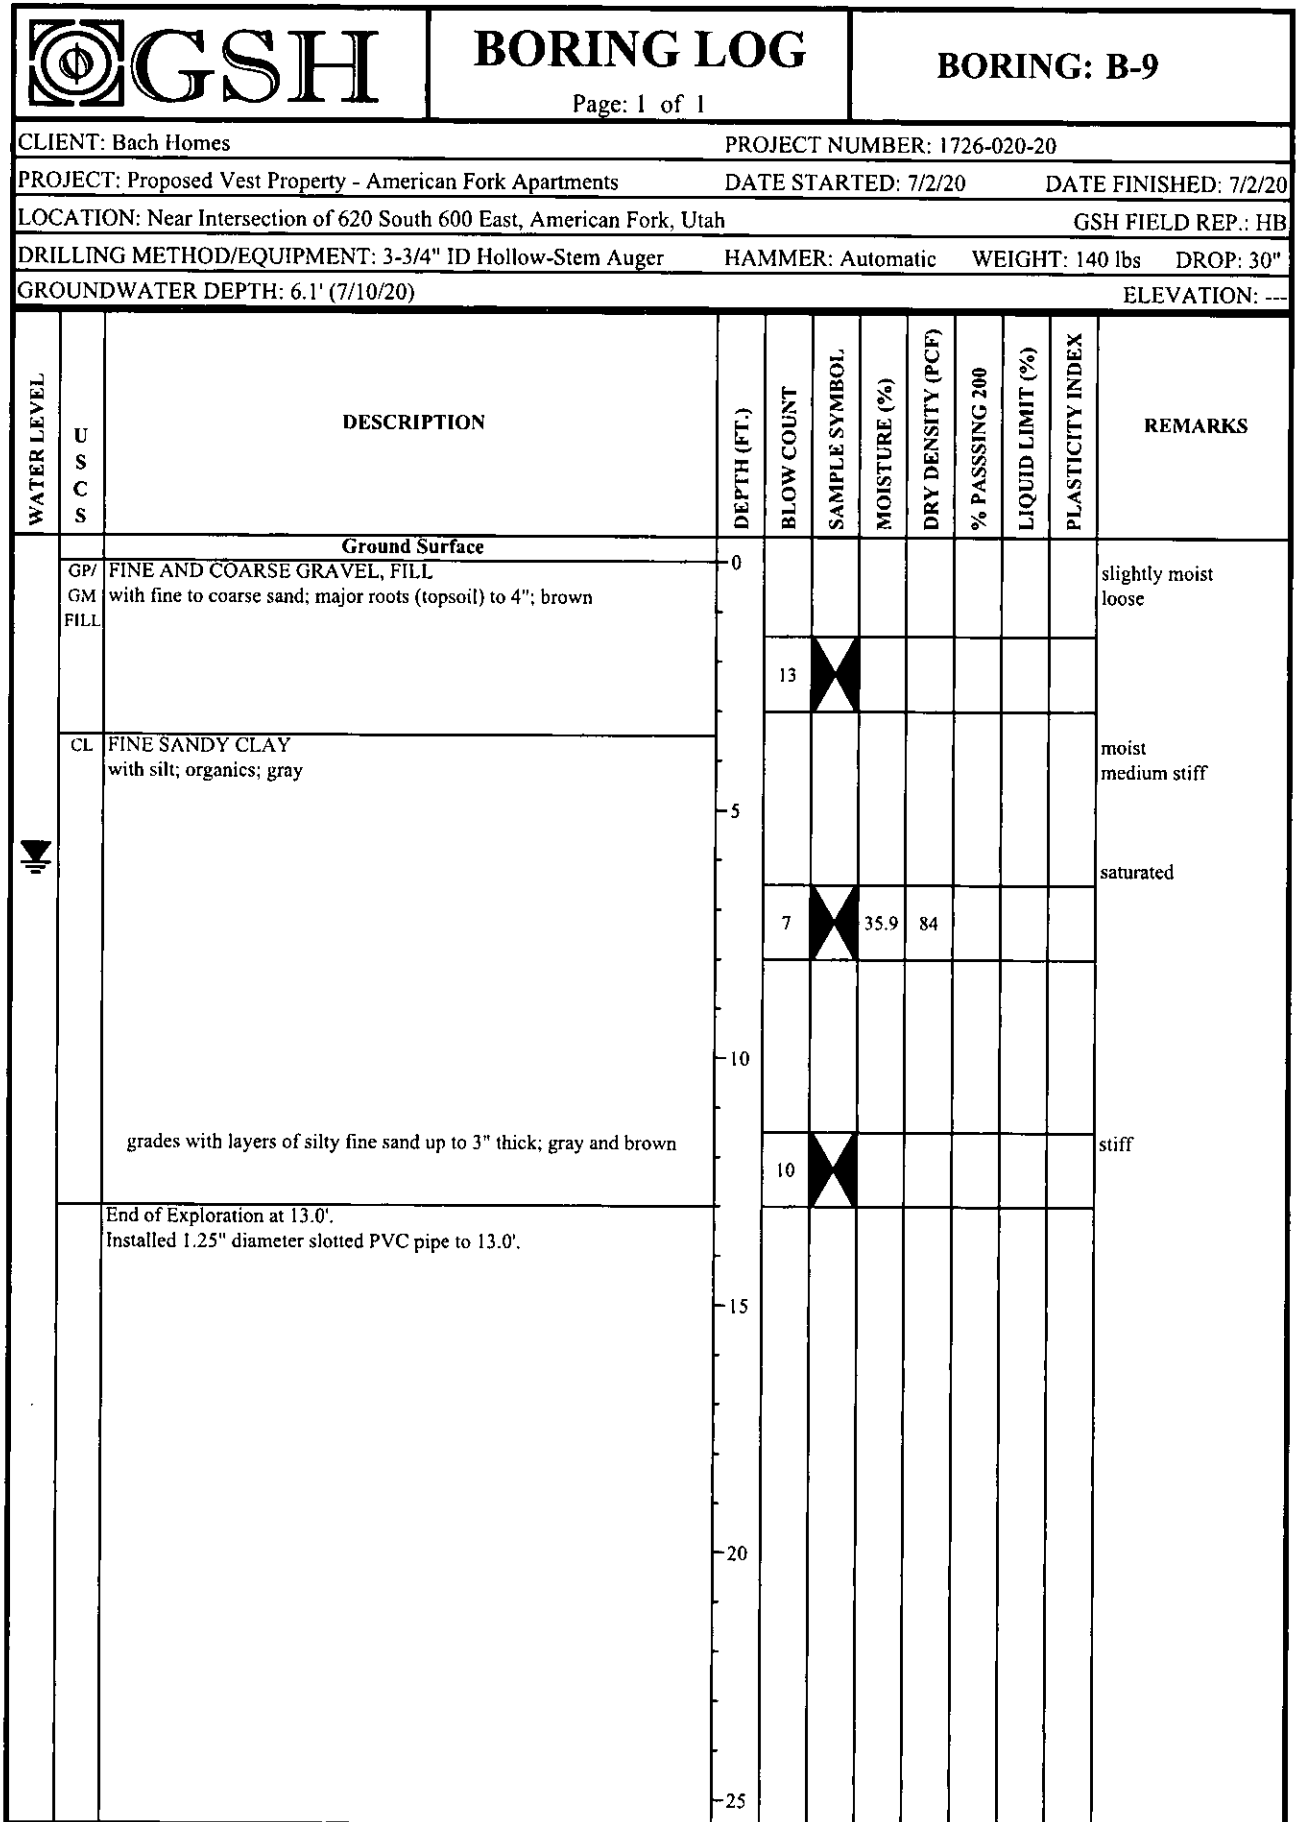 GSH
BORING LOG
Page: 1 of 1
BORING: B-9
CLIENT: Bach Homes PROJECT NUMBER: 1726-020-20
PROJECT: Proposed Vest Property - American Fork Apartments DATE STARTED: 7/2/20 DATE FINISHED: 7/2/20
LOCATION: Near Intersection of 620 South 600 East, American Fork, Utah GSH FIELD REP.: HB
DRILLING METHOD/EQUIPMENT: 3-3/4" ID Hollow-Stem Auger HAMMER: Automatic WEIGHT: 140 lbs DROP: 30"
GROUNDWATER DEPTH: 6.1' (7/10/20) ELEVATION: ---
WATER LEVEL
U
S
C
S
DESCRIPTION
DEPTH (FT.)
BLOW COUNT
SAMPLE SYMBOL
MOISTURE (%)
DRY DENSITY (PCF)
% PASSSING 200
LIQUID LIMIT (%)
PLASTICITY INDEX
REMARKS
Ground Surface
0
GP/ FINE AND COARSE GRAVEL, FILL slightly moist
GM with fine to coarse sand; major roots (topsoil) to 4"; brown loose
FILL
13
CL FINE SANDY CLAY moist
with silt; organics; gray medium stiff
5
saturated
7 35.9 84
10
grades with layers of silty fine sand up to 3" thick; gray and brown stiff
10
End of Exploration at 13.0'.
Installed 1.25" diameter slotted PVC pipe to 13.0'.
15
20
25